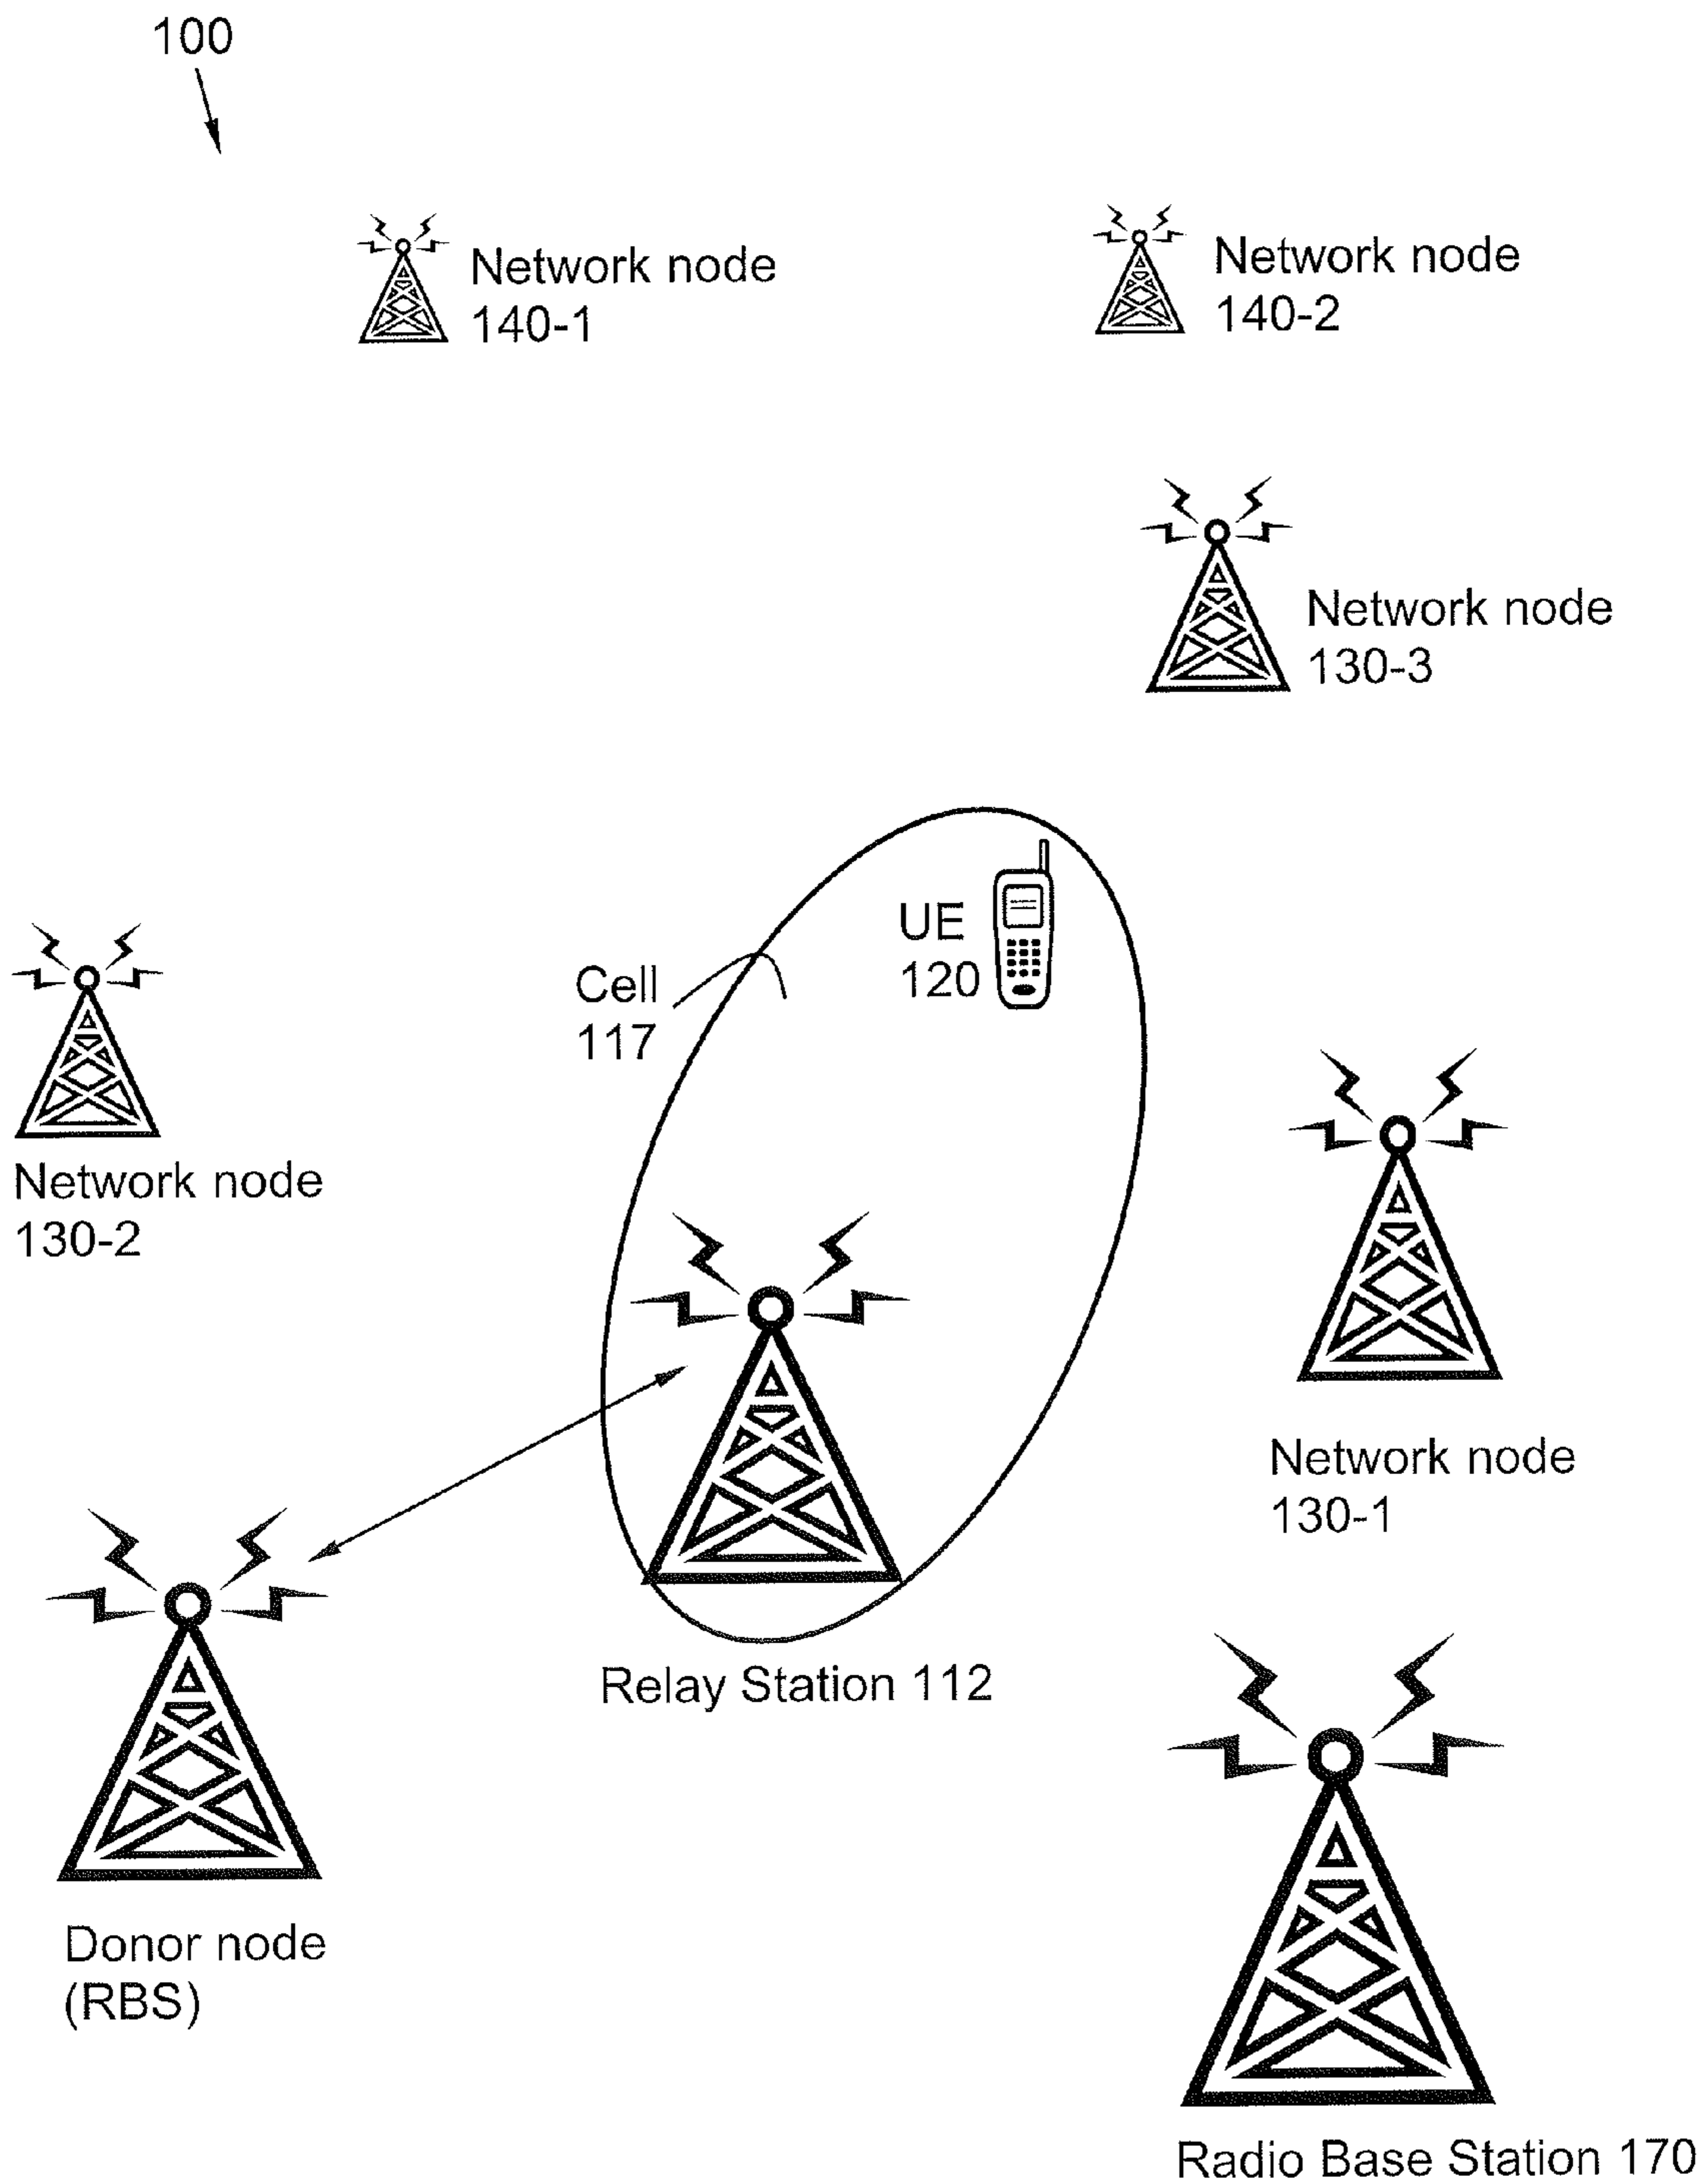 100
Network node
140-1
Network node
140-2
Network node
130-3
UE
120
Cell
117
Network node
130-2
Network node
130-1
Relay Station 112
Donor node
(RBS)
Radio Base Station 170